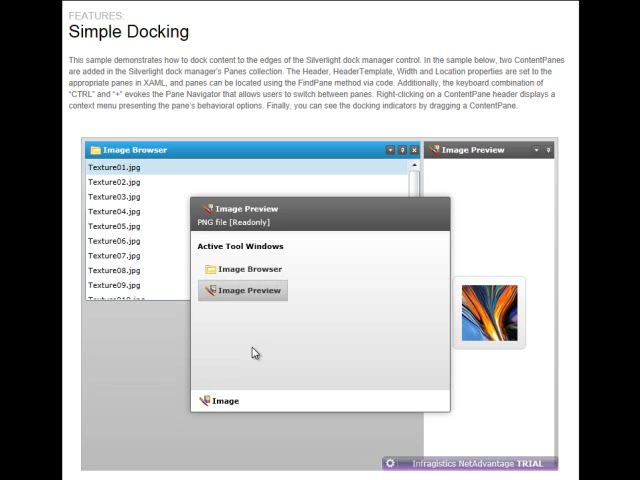 FEATURES:
Simple Docking
This sample demonstrates how to dock content to the edges of the Silverlight dock manager control. In the sample below, two ContentPanes
are added in the Silverlight dock manager's Panes collection. The Header, HeaderTemplate, Width and Location properties are set to the
appropriate panes in XAML, and panes can be located using the FindPane method via code. Additionally, the keyboard combination of
"CTRL" and "+" evokes the Pane Navigator that allows users to switch between panes. Right-clicking on a ContentPane header displays a
context menu presenting the pane's behavioral options. Finally, you can see the docking indicators by dragging a ContentPane.
Image Browser
Image Preview
Texture01.jpg
Texture02.jpg
Texture03.jpg
Texture04.jpg
Texture05.jpg
Texture06.jpg
Texture07.jpg
Texture08.jpg
Texture09.jpg
Image Preview
PNG file [Readonly]
Active Tool Windows
Image Browser
Image Preview
Image
Infragistics NetAdvantage TRIAL